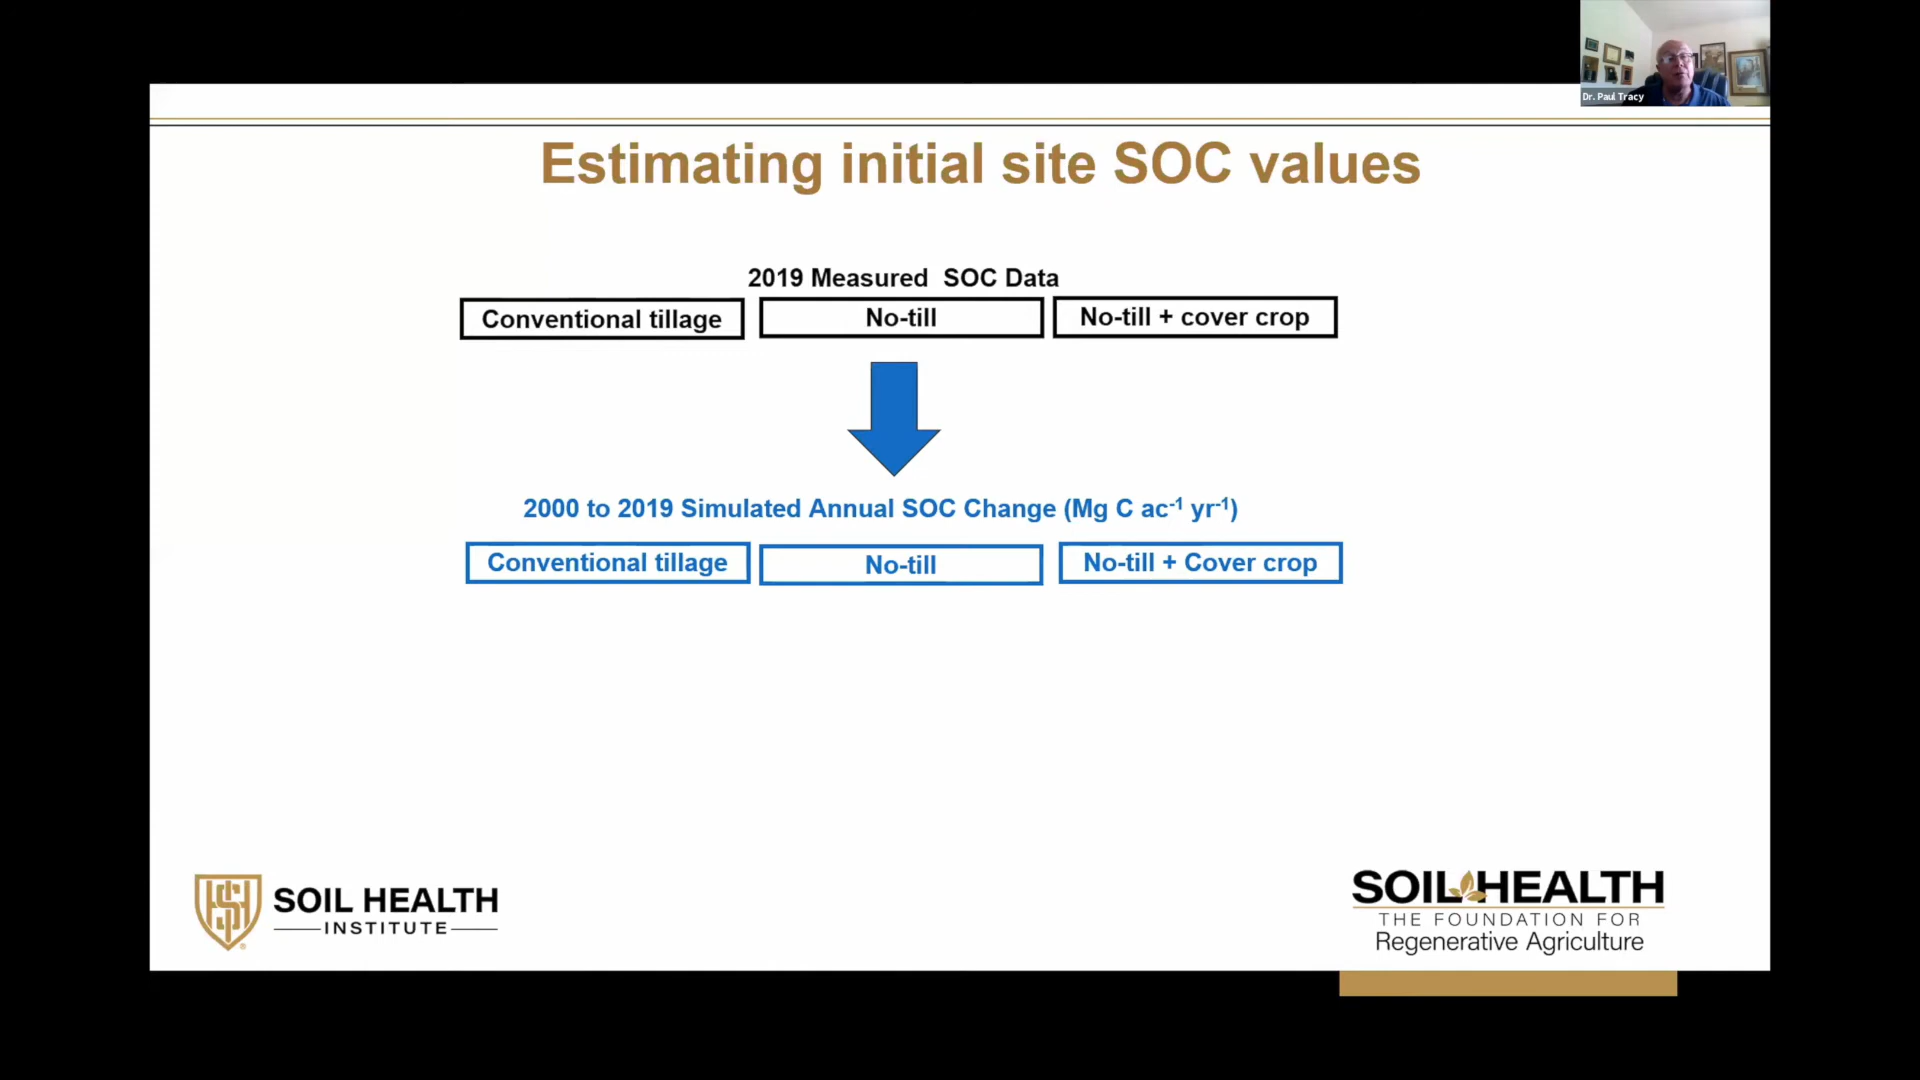 Dr. Paul Tracy
Estimating initial site SOC values
2019 Measured SOC Data
Conventional tillage
No-till
No-till + cover crop
2000 to 2019 Simulated Annual SOC Change (Mg C ac⁻¹ yr⁻¹)
Conventional tillage
No-till
No-till + Cover crop
SOIL HEALTH
INSTITUTE
SOIL HEALTH
THE FOUNDATION FOR
Regenerative Agriculture